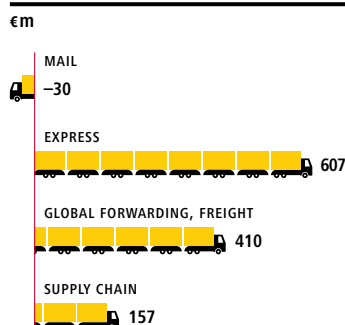 €m
MAIL
–30
EXPRESS
607
GLOBAL FORWARDING, FREIGHT
410
SUPPLY CHAIN
157